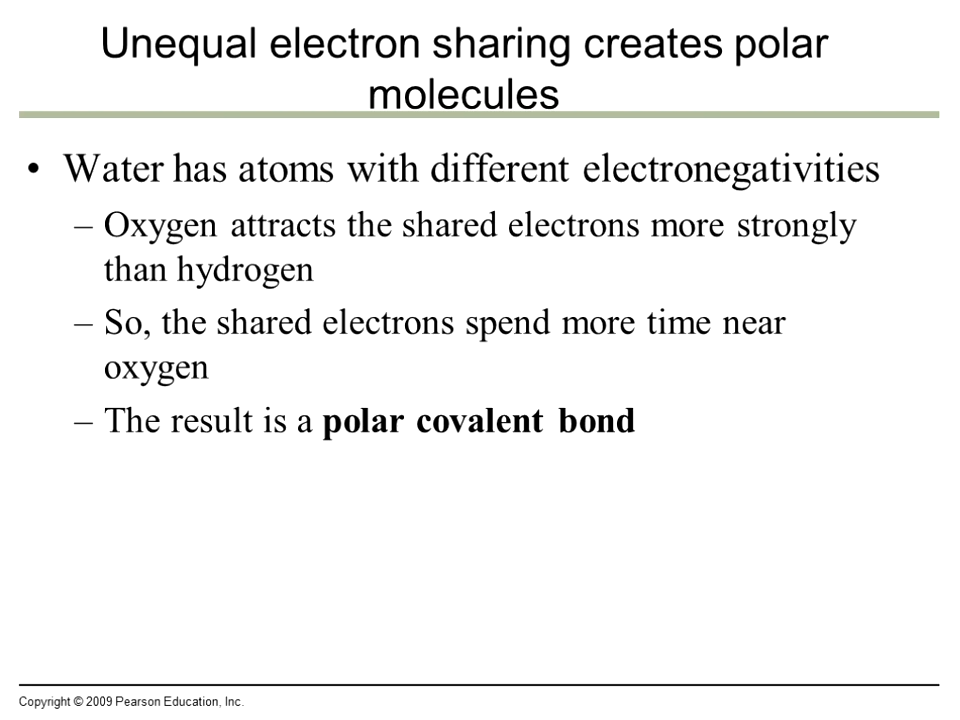 Unequal electron sharing creates polar
molecules
• Water has atoms with different electronegativities
– Oxygen attracts the shared electrons more strongly
than hydrogen
– So, the shared electrons spend more time near
oxygen
– The result is a polar covalent bond
Copyright © 2009 Pearson Education, Inc.